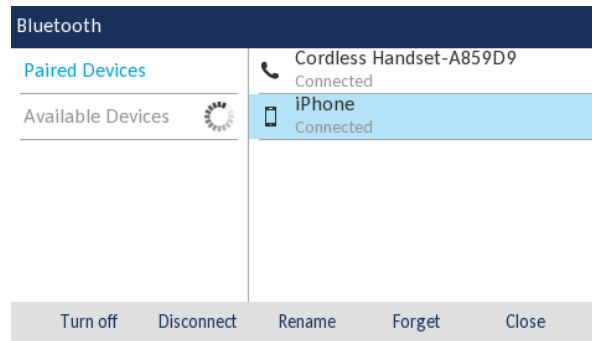 Bluetooth
Paired Devices
Available Devices
Cordless Handset-A859D9
Connected
iPhone
Connected
Turn off Disconnect Rename Forget Close